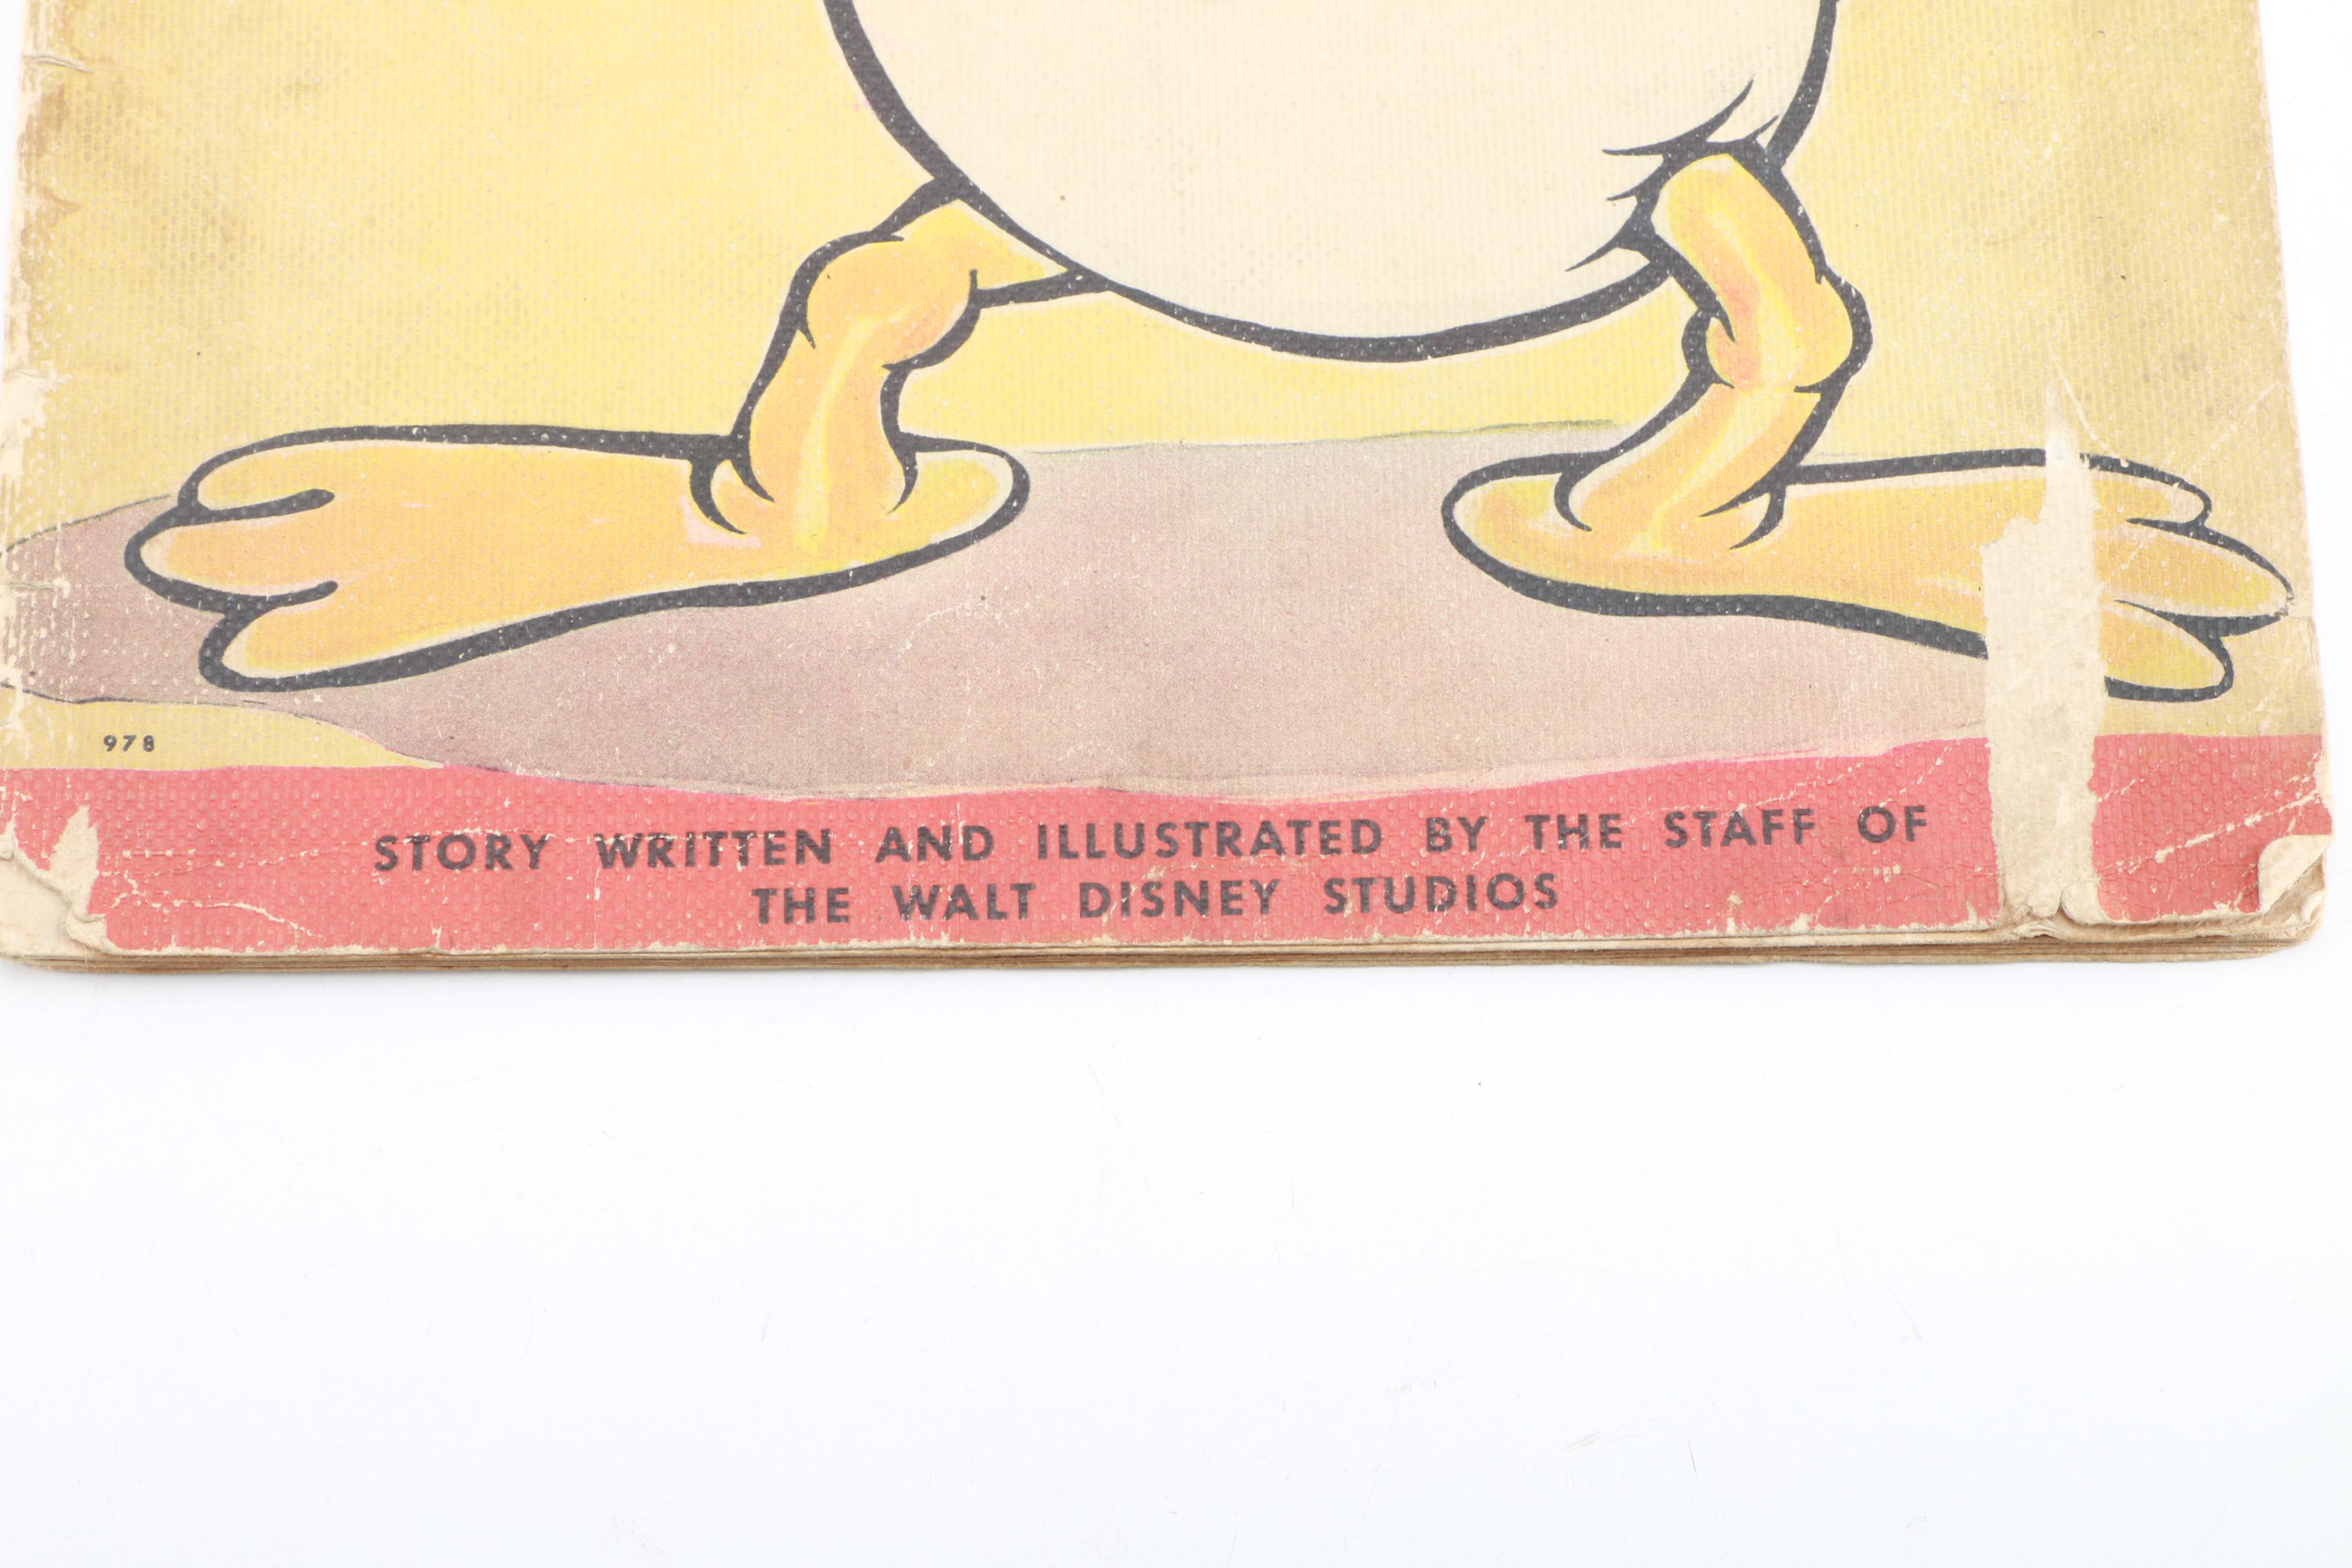 978
STORY WRITTEN AND ILLUSTRATED BY THE STAFF OF
THE WALT DISNEY STUDIOS